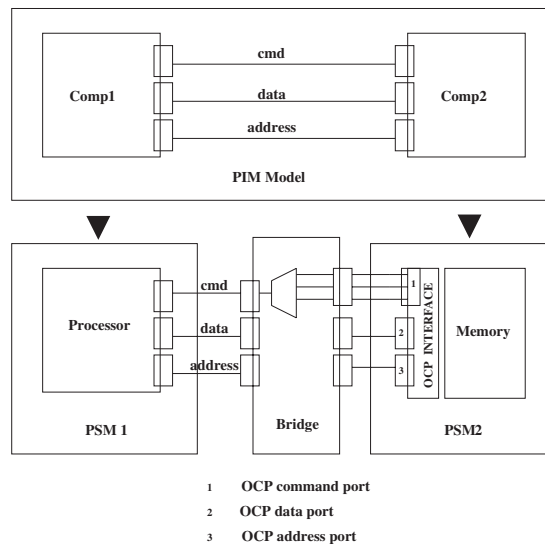 cmd
Comp1
data
Comp2
address
PIM Model
cmd
1
Processor
data
2
OCP INTERFACE
Memory
address
3
PSM 1
Bridge
PSM2
1 OCP command port
2 OCP data port
3 OCP address port